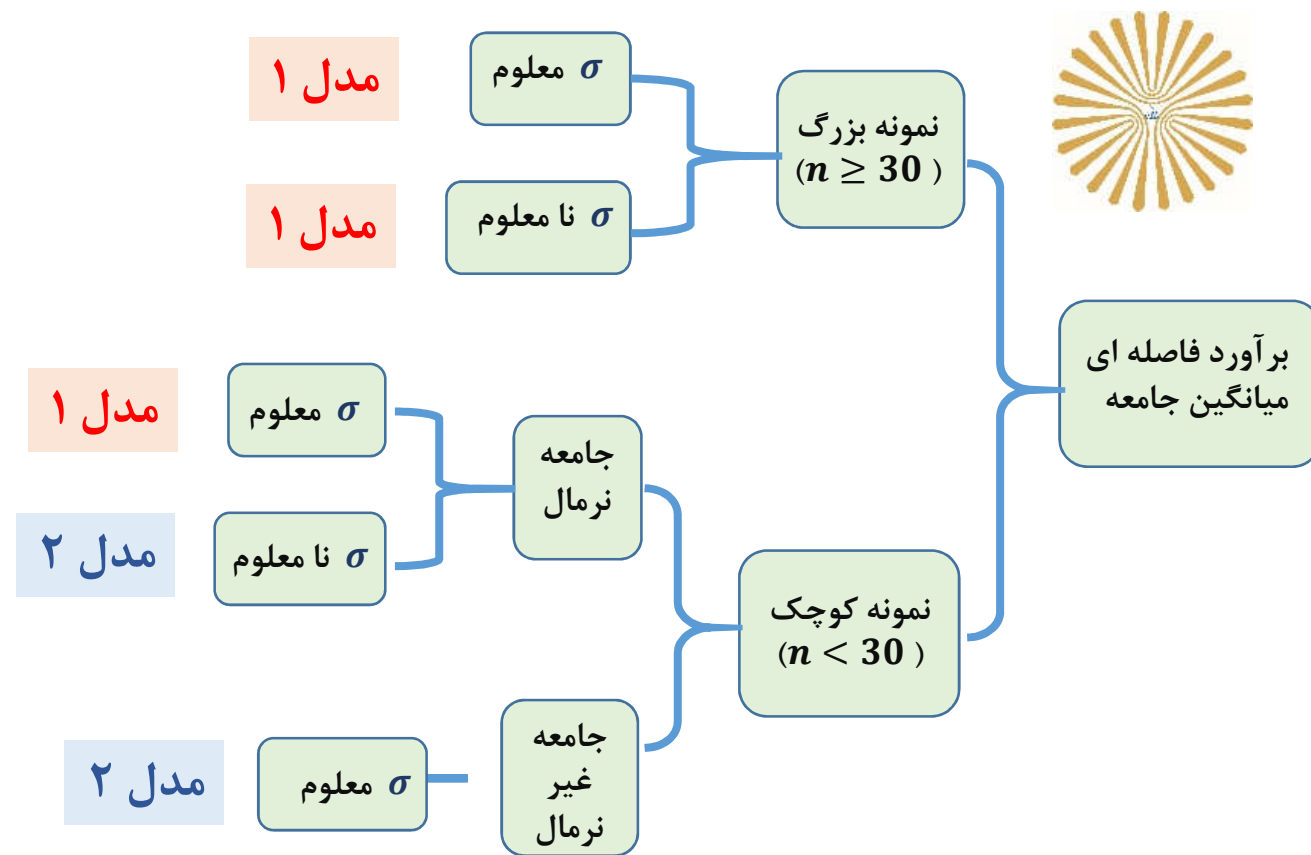 برآورد فاصله ای
میانگین جامعه
نمونه بزرگ
(n ≥ 30 )
σ معلوم
مدل ۱
σ نا معلوم
مدل ۱
نمونه کوچک
(n < 30 )
جامعه
نرمال
σ معلوم
مدل ۱
σ نا معلوم
مدل ۲
جامعه
غیر
نرمال
σ معلوم
مدل ۲